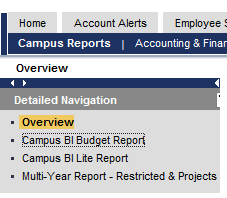 Home Account Alerts Employee S
Campus Reports | Accounting & Finan
Overview
Detailed Navigation
Overview
Campus BI Budget Report
Campus BI Lite Report
Multi-Year Report - Restricted & Projects